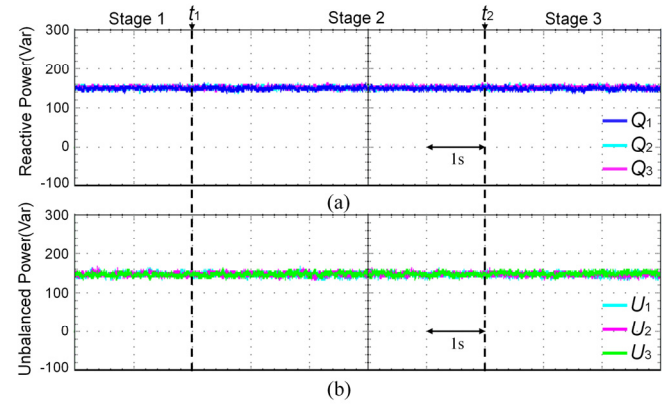 Stage 1 t1 Stage 2 t2 Stage 3
Reactive Power(Var)
300
200
100
0
-100
1s
Q1
Q2
Q3
(a)
Unbalanced Power(Var)
300
200
100
0
-100
1s
U1
U2
U3
(b)